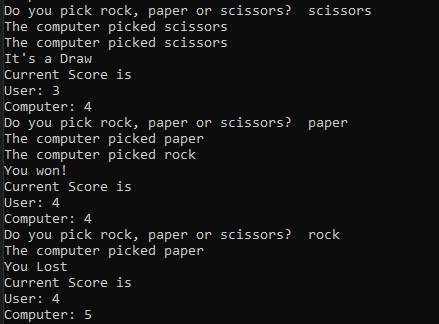 Do you pick rock, paper or scissors?  scissors
The computer picked scissors
The computer picked scissors
It's a Draw
Current Score is
User: 3
Computer: 4
Do you pick rock, paper or scissors?  paper
The computer picked paper
The computer picked rock
You won!
Current Score is
User: 4
Computer: 4
Do you pick rock, paper or scissors?  rock
The computer picked paper
You Lost
Current Score is
User: 4
Computer: 5